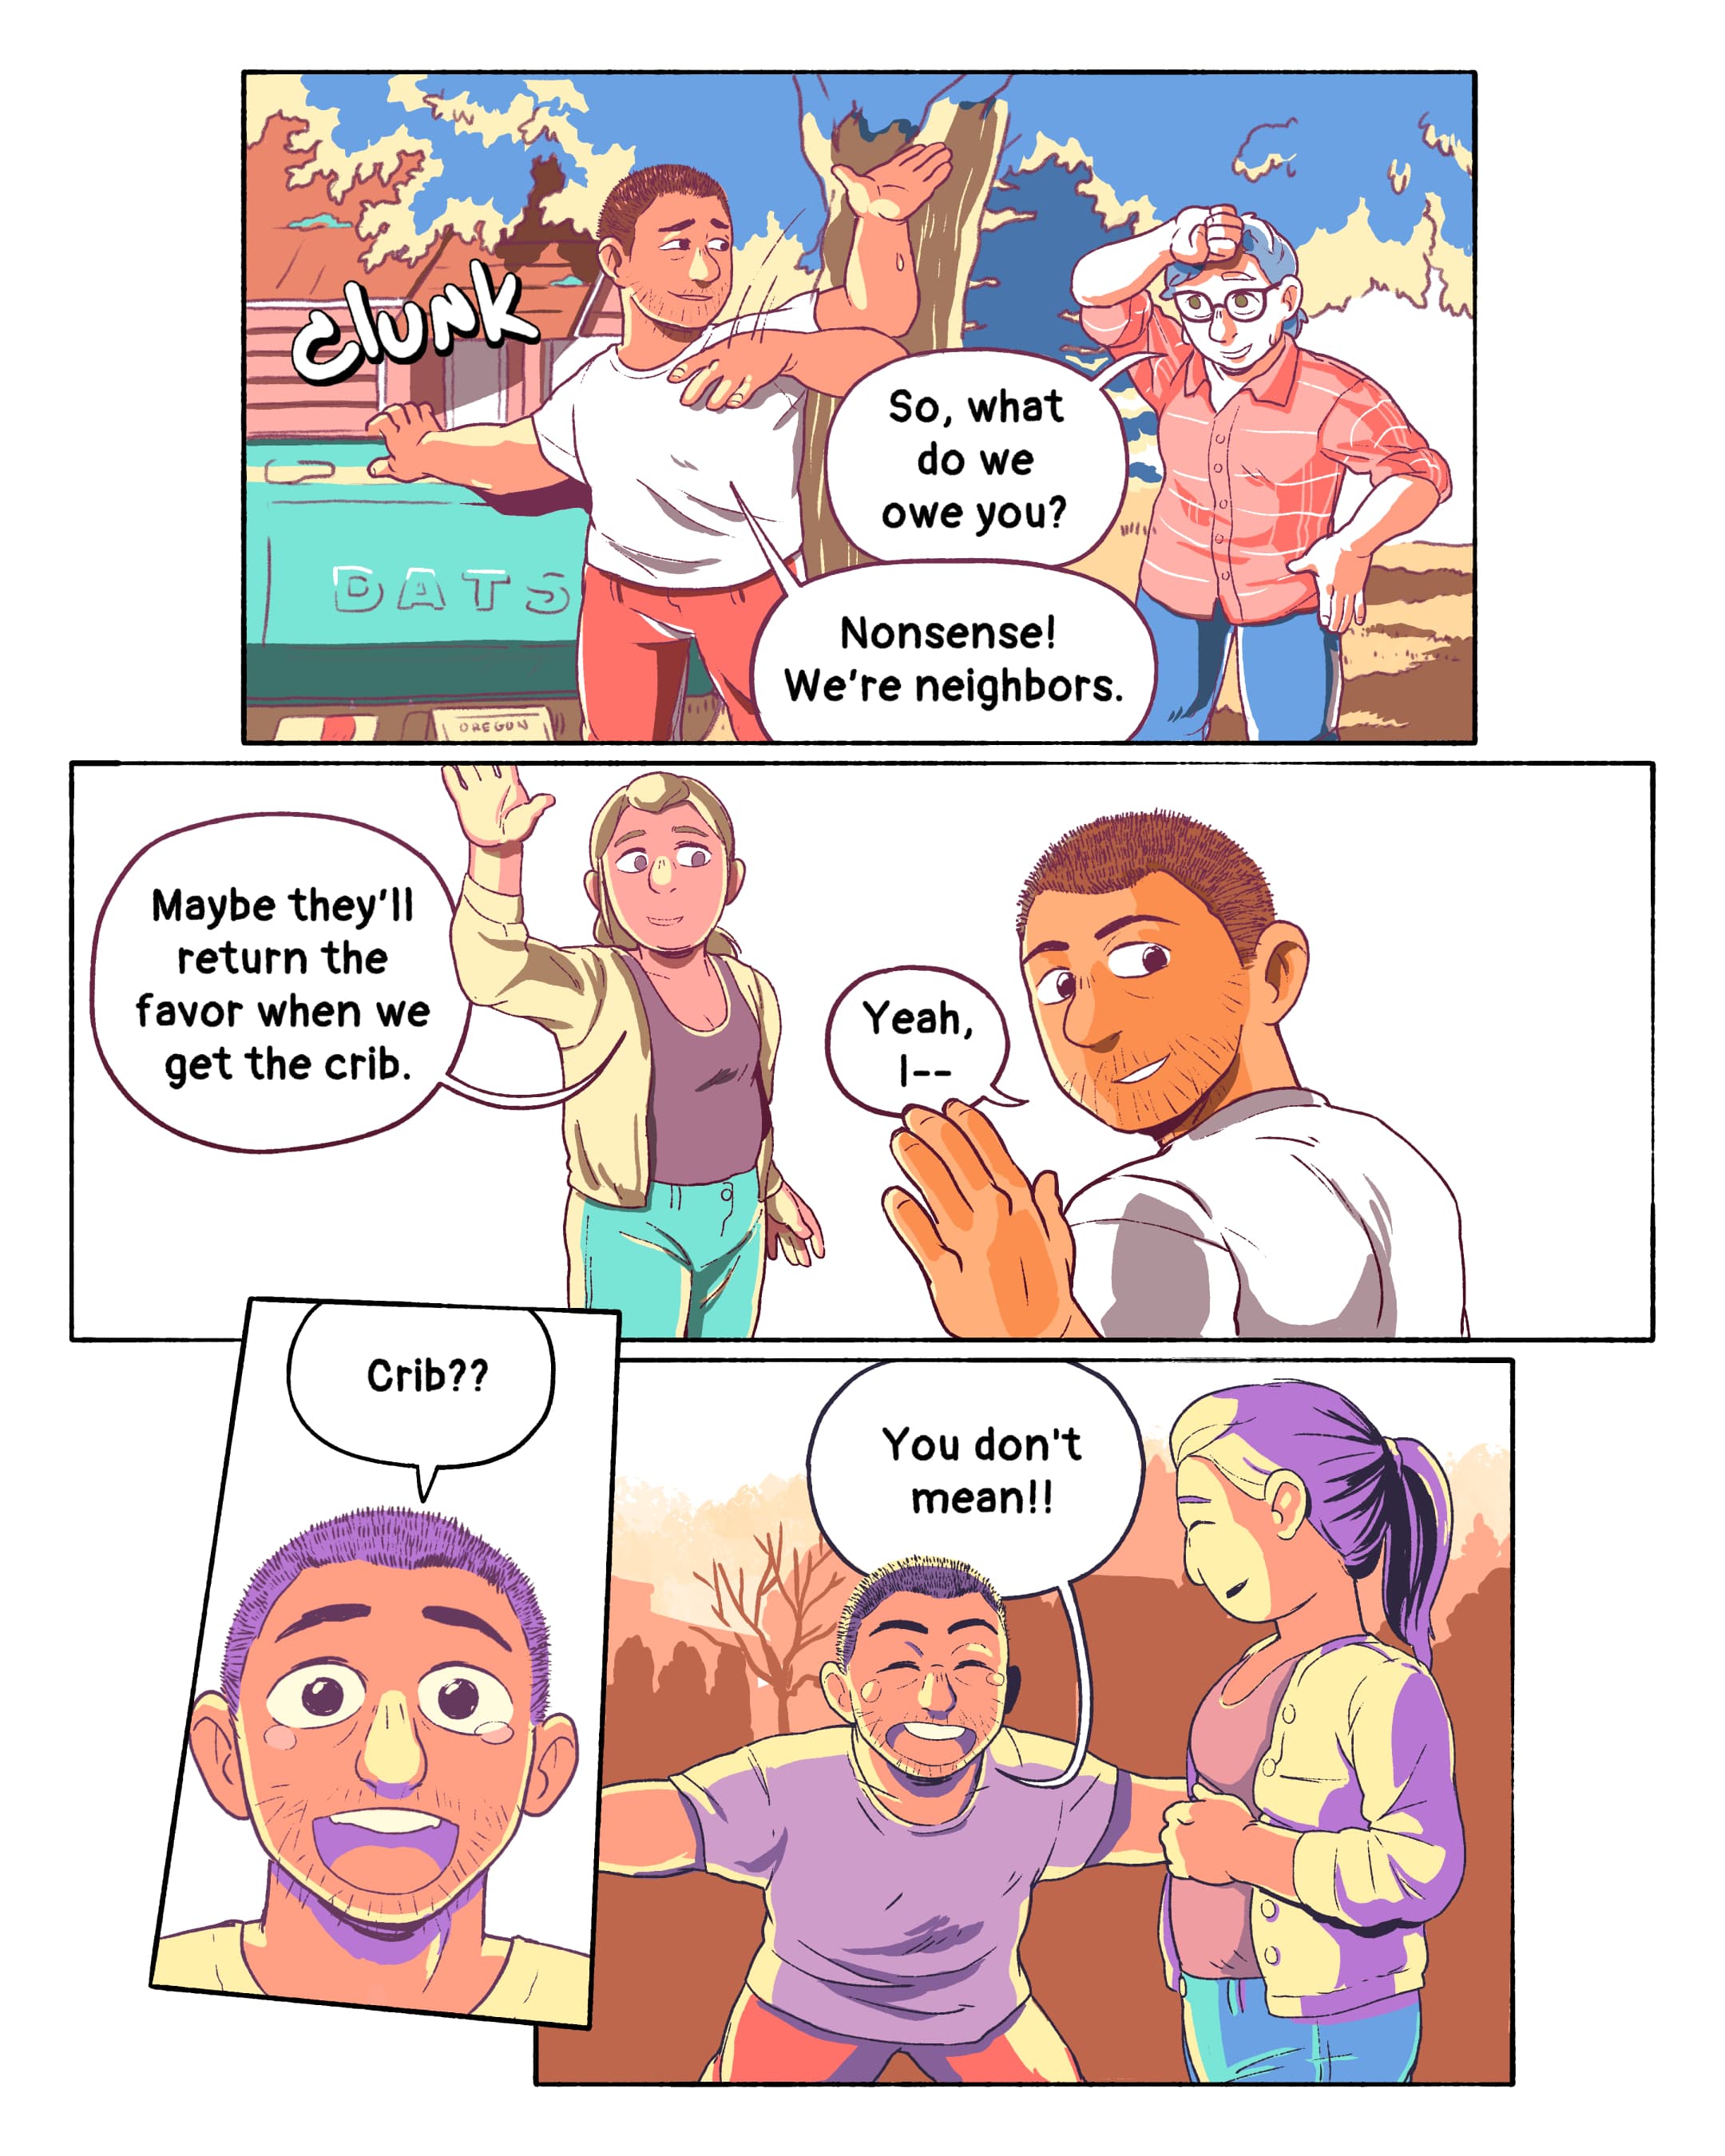 clunk
So, what
do we
owe you?
Nonsense!
We're neighbors.
DATS
OREGON
Maybe they'll
return the
favor when we
get the crib.
Yeah,
I--
Crib??
You don't
mean!!